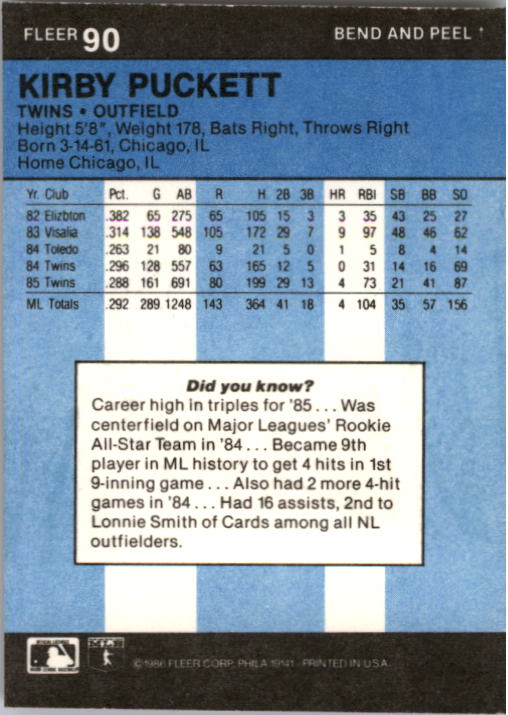 FLEER 90 BEND AND PEEL ↑
KIRBY PUCKETT
TWINS • OUTFIELD
Height 5'8", Weight 178, Bats Right, Throws Right
Born 3-14-61, Chicago, IL
Home Chicago, IL
Yr. Club Pct. G AB R H 2B 3B HR RBI SB BB SO
82 Elizbton .382 65 275 65 105 15 3 3 35 43 25 27
83 Visalia .314 138 548 105 172 29 7 9 97 48 46 62
84 Toledo .263 21 80 9 21 5 0 1 5 8 4 14
84 Twins .296 128 557 63 165 12 5 0 31 14 16 69
85 Twins .288 161 691 80 199 29 13 4 73 21 41 87
ML Totals .292 289 1248 143 364 41 18 4 104 35 57 156
Did you know?
Career high in triples for '85 . . . Was
centerfield on Major Leagues' Rookie
All-Star Team in '84 . . . Became 9th
player in ML history to get 4 hits in 1st
9-inning game . . . Also had 2 more 4-hit
games in '84 . . . Had 16 assists, 2nd to
Lonnie Smith of Cards among all NL
outfielders.
©1986 FLEER CORP. PHILA 19141 - PRINTED IN U.S.A.